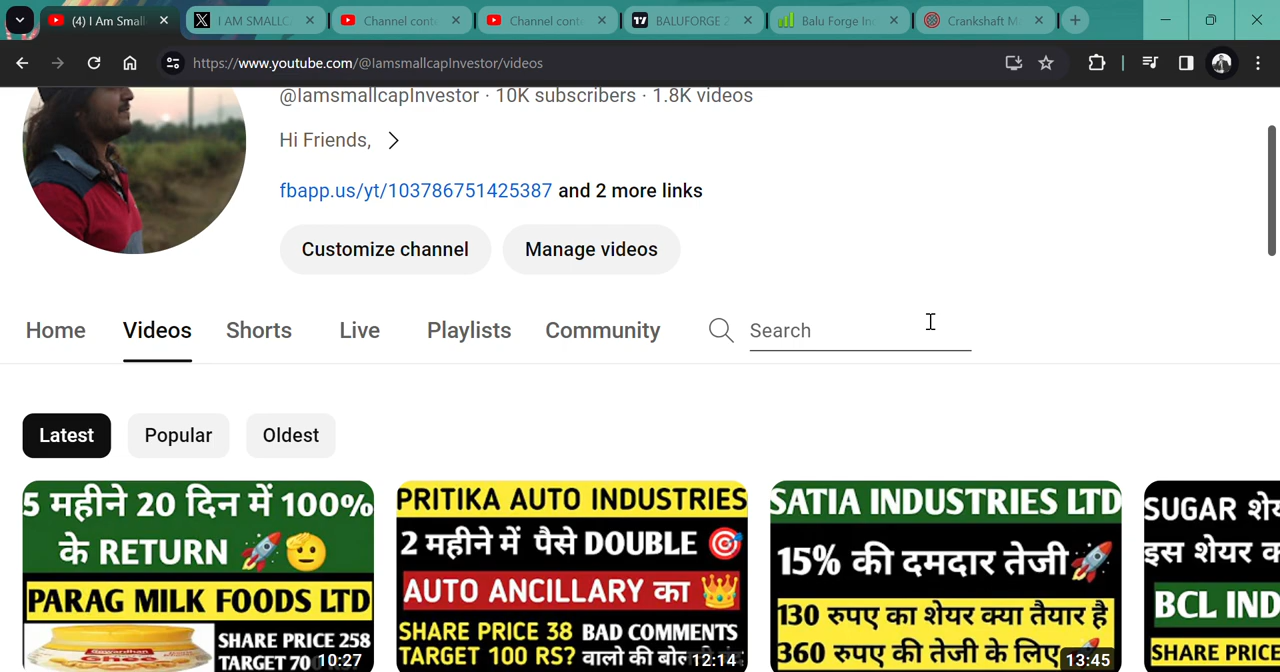 (4) I Am Small
I AM SMALLC
Channel conte
Channel conte
BALUFORGE 2
Balu Forge Ind
Crankshaft Ma
https://www.youtube.com/@IamsmallcapInvestor/videos
@IamsmallcapInvestor · 10K subscribers · 1.8K videos
Hi Friends,
fbapp.us/yt/103786751425387 and 2 more links
Customize channel
Manage videos
Home
Videos
Shorts
Live
Playlists
Community
Search
Latest
Popular
Oldest
5 महीने 20 दिन में 100%
के RETURN
PARAG MILK FOODS LTD
Gowardhan
Ghee
SHARE PRICE 258
TARGET 70
10:27
PRITIKA AUTO INDUSTRIES
2 महीने में पैसे DOUBLE
AUTO ANCILLARY का
SHARE PRICE 38
TARGET 100 RS?
BAD COMMENTS
वालो की बोल
12:14
SATIA INDUSTRIES LTD
15% की दमदार तेजी
130 रुपए का शेयर क्या तैयार है
360 रुपए की तेजी के लिए
13:45
SUGAR शे
इस शेयर क
BCL IND
SHARE PRICE